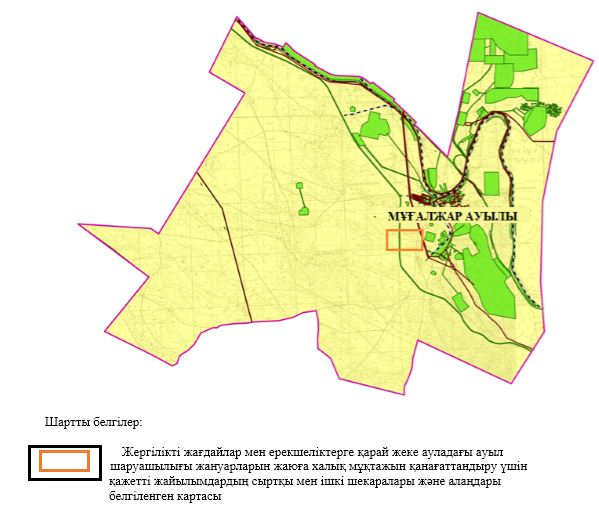 МҰҒАЛЖАР АУЫЛЫ
Шартты белгілер:
Жергілікті жағдайлар мен ерекшеліктерге қарай жеке ауладағы ауыл
шаруашылығы жануарларын жаюға халық мұқтажын қанағаттандыру үшін
қажетті жайылымдардың сыртқы мен ішкі шекаралары және алаңдары
белгіленген картасы